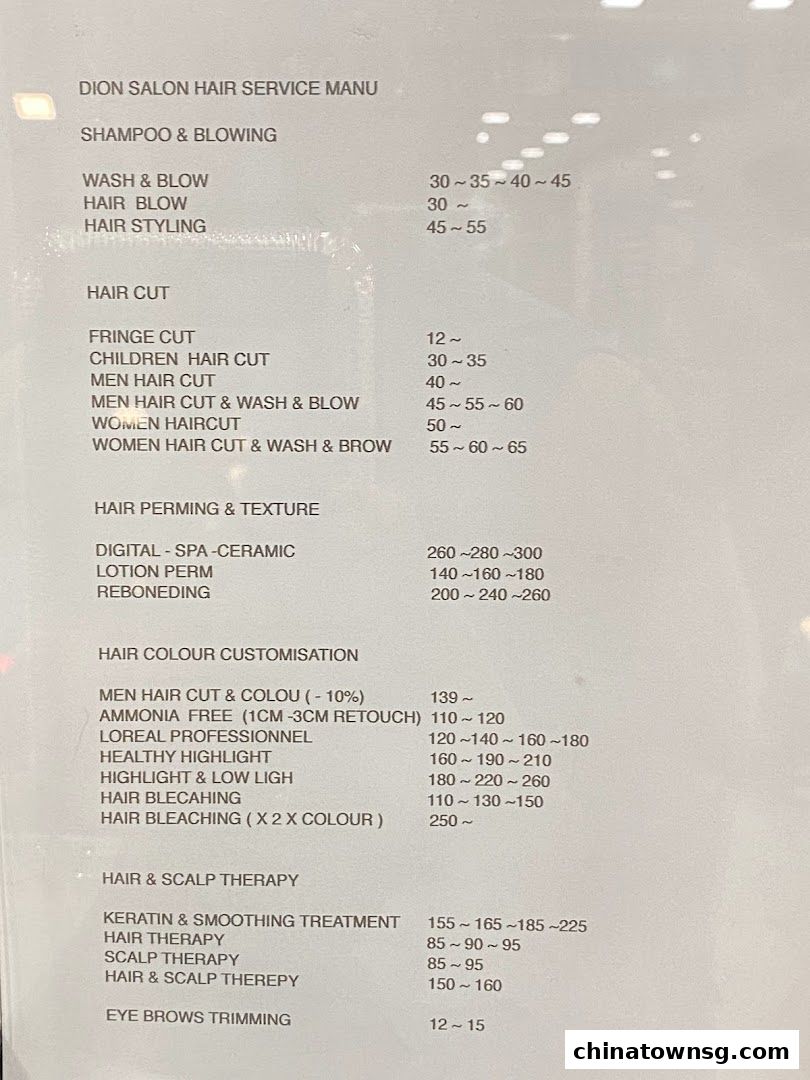 DION SALON HAIR SERVICE MANU
SHAMPOO & BLOWING
WASH & BLOW 30 ~ 35 ~ 40 ~ 45
HAIR BLOW 30 ~
HAIR STYLING 45 ~ 55
HAIR CUT
FRINGE CUT 12 ~
CHILDREN HAIR CUT 30 ~ 35
MEN HAIR CUT 40 ~
MEN HAIR CUT & WASH & BLOW 45 ~ 55 ~ 60
WOMEN HAIRCUT 50 ~
WOMEN HAIR CUT & WASH & BROW 55 ~ 60 ~ 65
HAIR PERMING & TEXTURE
DIGITAL - SPA -CERAMIC 260 ~280 ~300
LOTION PERM 140 ~160 ~180
REBONEDING 200 ~ 240 ~260
HAIR COLOUR CUSTOMISATION
MEN HAIR CUT & COLOU ( - 10%) 139 ~
AMMONIA FREE (1CM -3CM RETOUCH) 110 ~ 120
LOREAL PROFESSIONNEL 120 ~140 ~ 160 ~180
HEALTHY HIGHLIGHT 160 ~ 190 ~ 210
HIGHLIGHT & LOW LIGH 180 ~ 220 ~ 260
HAIR BLECAHING 110 ~ 130 ~150
HAIR BLEACHING ( X 2 X COLOUR ) 250 ~
HAIR & SCALP THERAPY
KERATIN & SMOOTHING TREATMENT 155 ~ 165 ~185 ~225
HAIR THERAPY 85 ~ 90 ~ 95
SCALP THERAPY 85 ~ 95
HAIR & SCALP THEREPY 150 ~ 160
EYE BROWS TRIMMING 12 ~ 15
chinatownsg.com